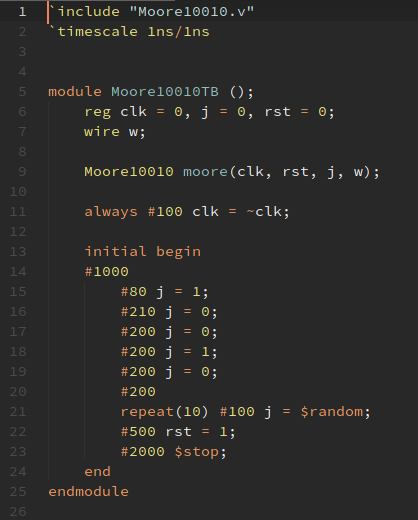 1 `include "Moore10010.v"
2 `timescale 1ns/1ns
3
4
5 module Moore10010TB ();
6 reg clk = 0, j = 0, rst = 0;
7 wire w;
8
9 Moore10010 moore(clk, rst, j, w);
10
11 always #100 clk = ~clk;
12
13 initial begin
14 #1000
15 #80 j = 1;
16 #210 j = 0;
17 #200 j = 0;
18 #200 j = 1;
19 #200 j = 0;
20 #200
21 repeat(10) #100 j = $random;
22 #500 rst = 1;
23 #2000 $stop;
24 end
25 endmodule
26